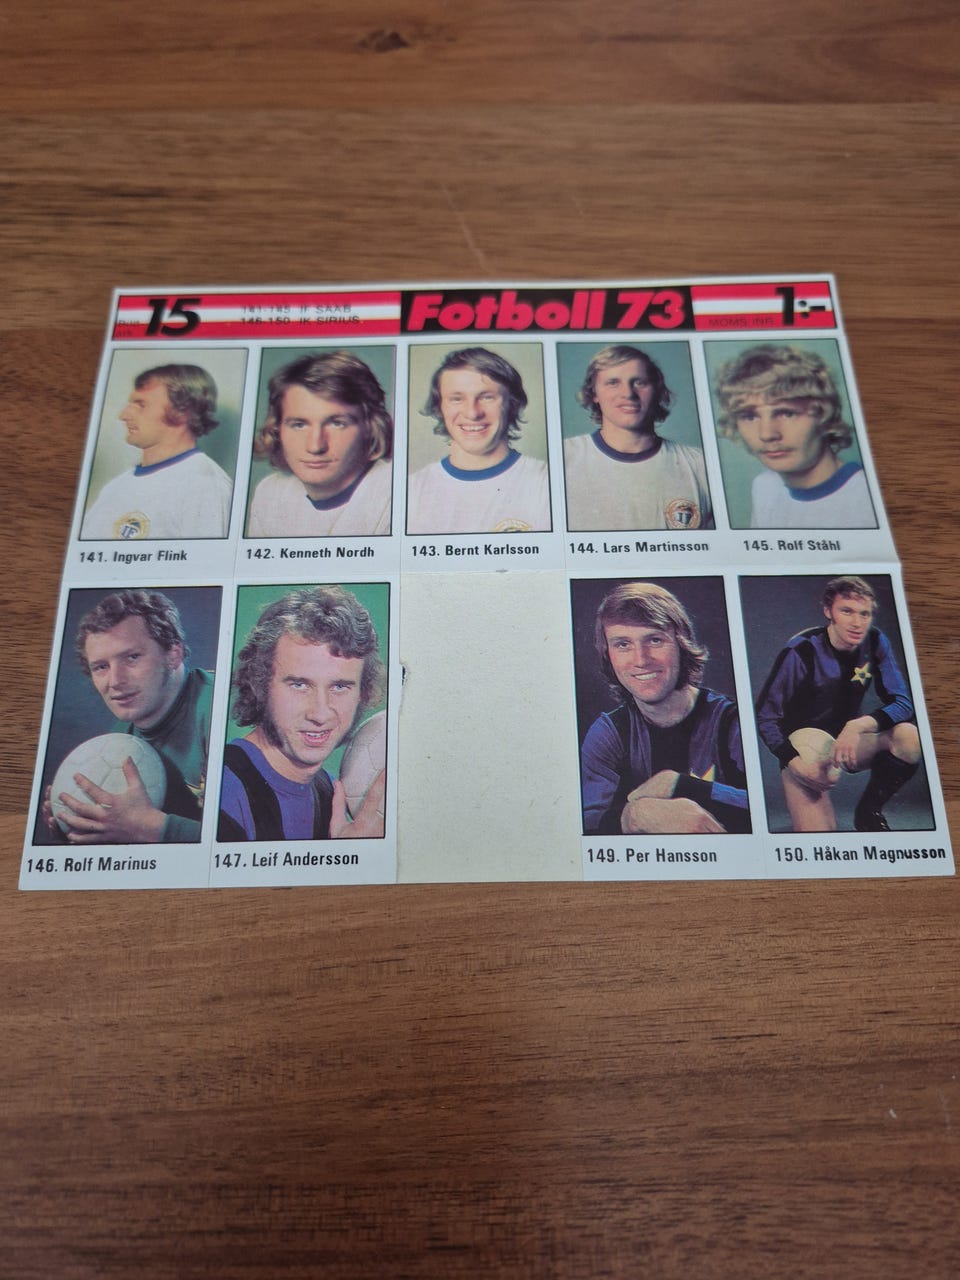 15
141-145 IF SAAB
146-150 IK SIRIUS
Fotboll 73
MOMS INR.
1:-
141. Ingvar Flink
142. Kenneth Nordh
143. Bernt Karlsson
144. Lars Martinsson
145. Rolf Ståhl
IF
146. Rolf Marinus
147. Leif Andersson
149. Per Hansson
150. Håkan Magnusson